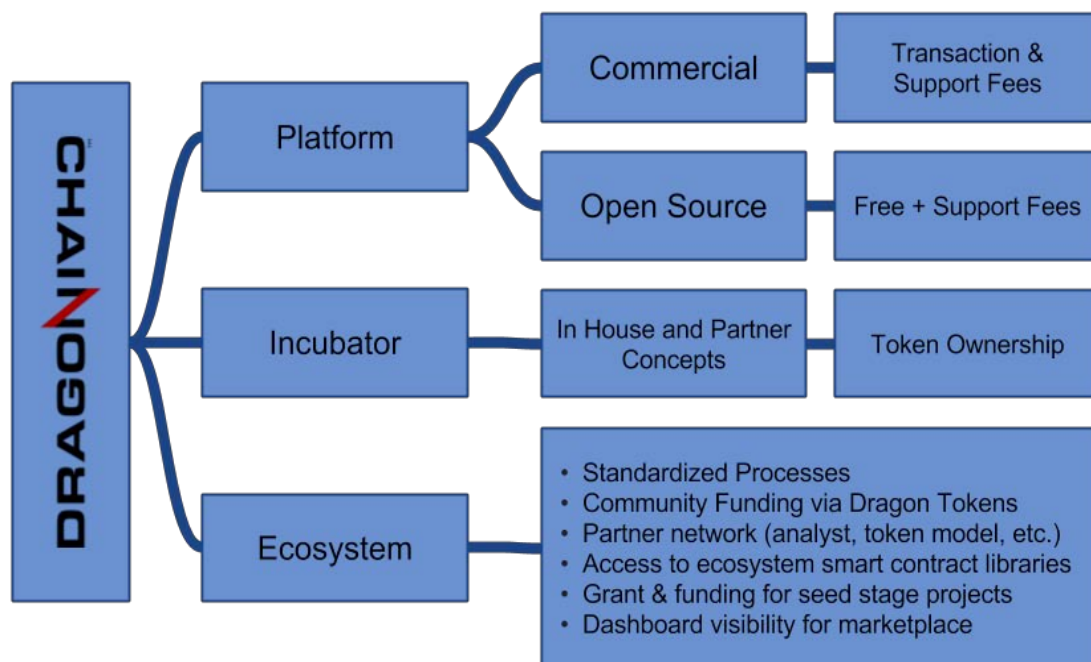 DRAGONCHAIN
Platform
Commercial
Transaction &
Support Fees
Open Source
Free + Support Fees
Incubator
In House and Partner
Concepts
Token Ownership
Ecosystem
• Standardized Processes
• Community Funding via Dragon Tokens
• Partner network (analyst, token model, etc.)
• Access to ecosystem smart contract libraries
• Grant & funding for seed stage projects
• Dashboard visibility for marketplace